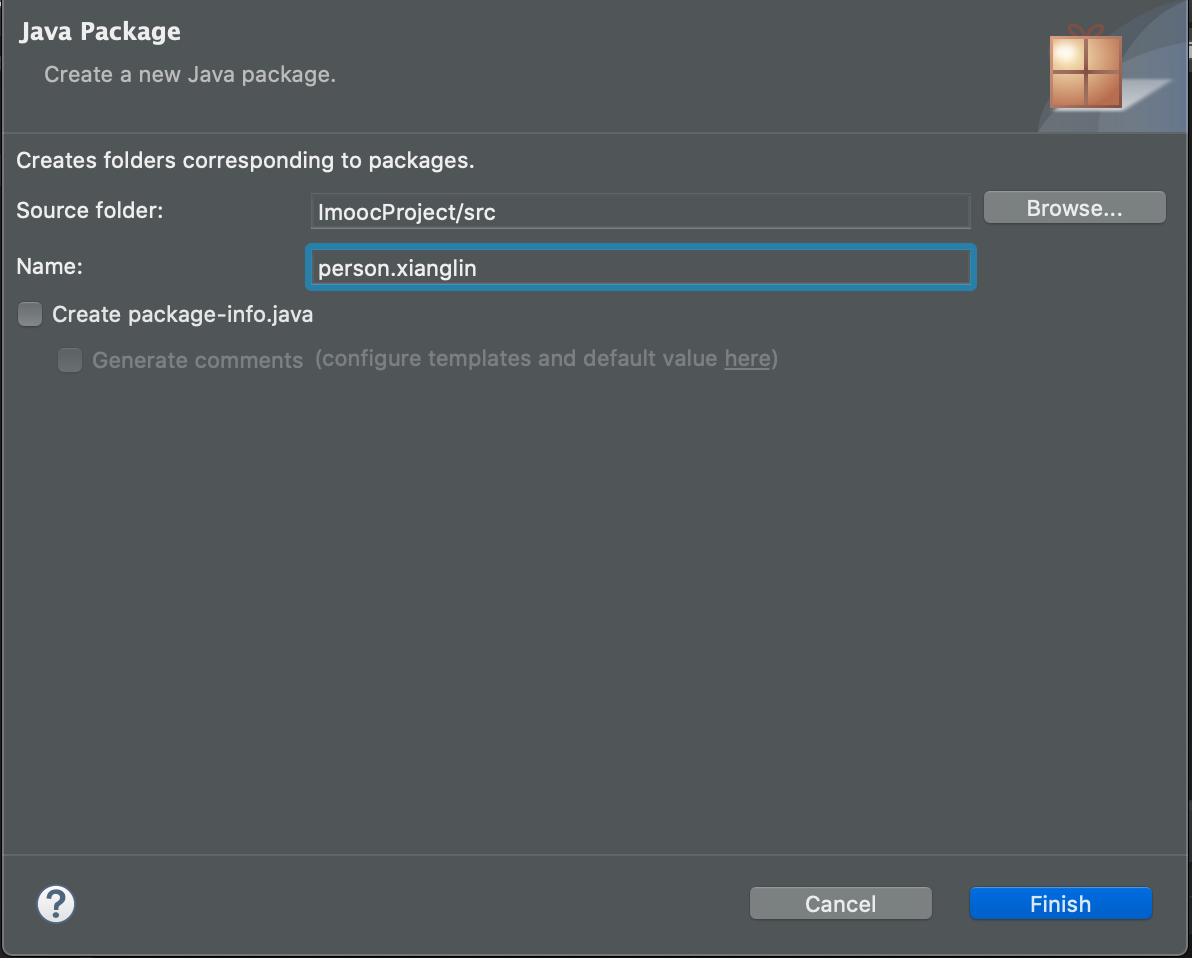 Java Package
Create a new Java package.
Creates folders corresponding to packages.
Source folder: ImoocProject/src Browse...
Name: person.xianglin
Create package-info.java
Generate comments (configure templates and default value here)
? Cancel Finish